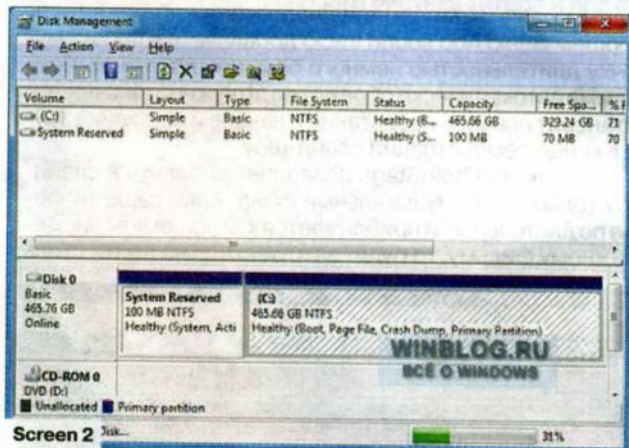 Disk Management
File Action View Help
Volume Layout Type File System Status Capacity Free Spa... % F
(C:) Simple Basic NTFS Healthy (B... 465.66 GB 329.24 GB 71
System Reserved Simple Basic NTFS Healthy (S... 100 MB 70 MB 70
Disk 0
Basic
465.76 GB
Online
System Reserved
100 MB NTFS
Healthy (System, Acti
(C:)
465.66 GB NTFS
Healthy (Boot, Page File, Crash Dump, Primary Partition)
WINBLOG.RU
ВСЁ О WINDOWS
CD-ROM 0
DVD (D:)
Unallocated Primary partition
Screen 2
Disk...
31%